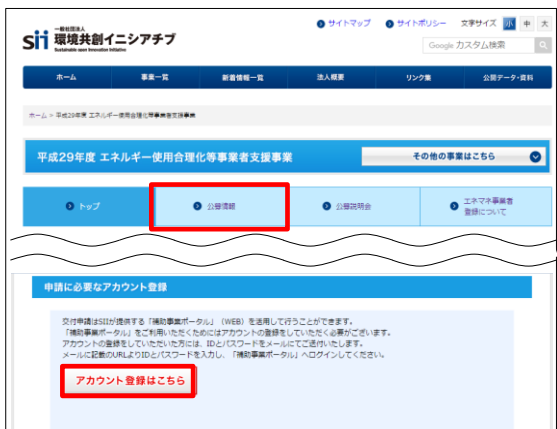 一般社団法人
Sii 環境共創イニシアチブ
Sustainable open Innovation Initiative
サイトマップ サイトポリシー 文字サイズ 小 中 大
Google カスタム検索
ホーム 事業一覧 新着情報一覧 法人概要 リンク集 公開データ・資料
ホーム > 平成29年度 エネルギー使用合理化等事業者支援事業
平成29年度 エネルギー使用合理化等事業者支援事業 その他の事業はこちら
トップ 公募情報 公募説明会 エネマネ事業者
登録について
申請に必要なアカウント登録
交付申請はSIIが提供する「補助事業ポータル」（WEB）を活用して行うことができます。
「補助事業ポータル」をご利用いただくためにはアカウントの登録をしていただく必要がございます。
アカウントの登録をしていただいた方には、IDとパスワードをメールにてご送付いたします。
メールに記載のURLよりIDとパスワードを入力し、「補助事業ポータル」へログインしてください。
アカウント登録はこちら